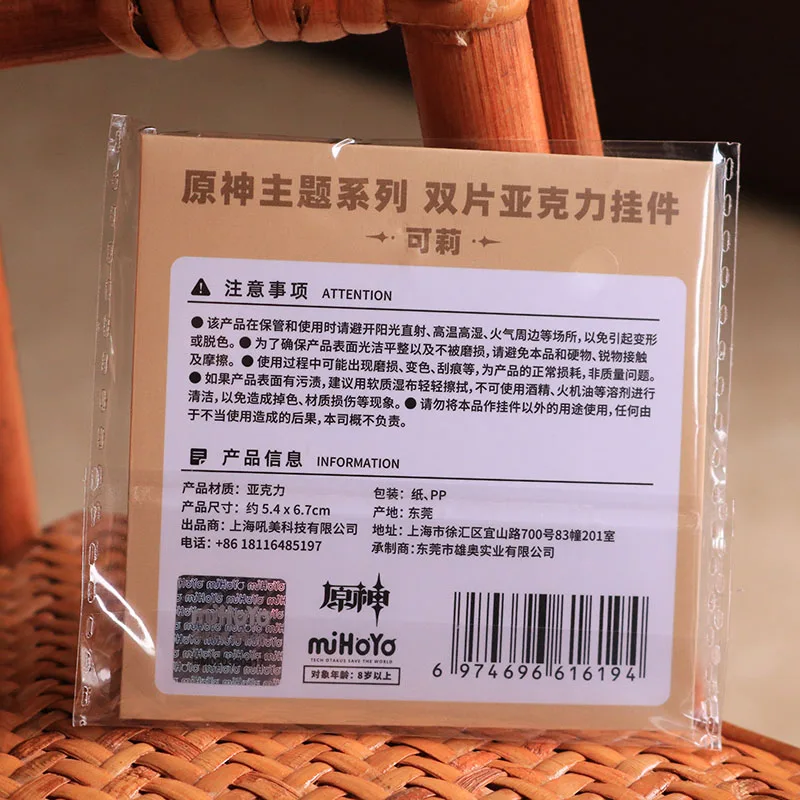 原神主题系列 双片亚克力挂件
可莉
注意事项 ATTENTION
●该产品在保管和使用时请避开阳光直射、高温高湿、火气周边等场所,以免引起变形
或脱色。●为了确保产品表面光洁平整以及不被磨损,请避免本品和硬物、锐物接触
及摩擦。●使用过程中可能出现磨损、变色、刮痕等,为产品的正常损耗,非质量问题。
●如果产品表面有污渍,建议用软质湿布轻轻擦拭,不可使用酒精、火机油等溶剂进行
清洁,以免造成掉色、材质损伤等现象。●请勿将本品作挂件以外的用途使用,任何由
于不当使用造成的后果,本司概不负责。
产品信息 INFORMATION
产品材质:亚克力
产品尺寸:约 5.4 x 6.7cm
出品商:上海吼美科技有限公司
电话:+86 18116485197
包装:纸、PP
产地:东莞
地址:上海市徐汇区宜山路700号83幢201室
承制商:东莞市雄奥实业有限公司
miHoYo
原神
miHoYo
TECH OTAKUS SAVE THE WORLD
对象年龄:8岁以上
6 974696 616194